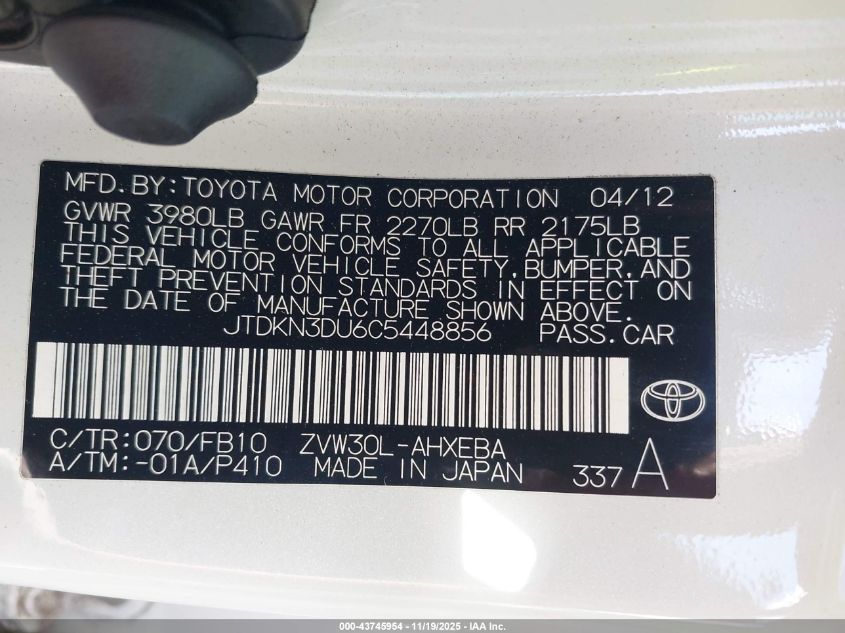 MFD.BY:TOYOTA MOTOR CORPORATION 04/12
GVWR 3980LB GAWR FR 2270LB RR 2175LB
THIS VEHICLE CONFORMS TO ALL APPLICABLE
FEDERAL MOTOR VEHICLE SAFETY,BUMPER,AND
THEFT PREVENTION STANDARDS IN EFFECT ON
THE DATE OF MANUFACTURE SHOWN ABOVE.
JTDKN3DU6C5448856 PASS.CAR
C/TR:070/FB10 ZVW30L-AHXEBA
A/TM:-01A/P410 MADE IN JAPAN 337 A
000-43745954 - 11/19/2025 - IAA Inc.